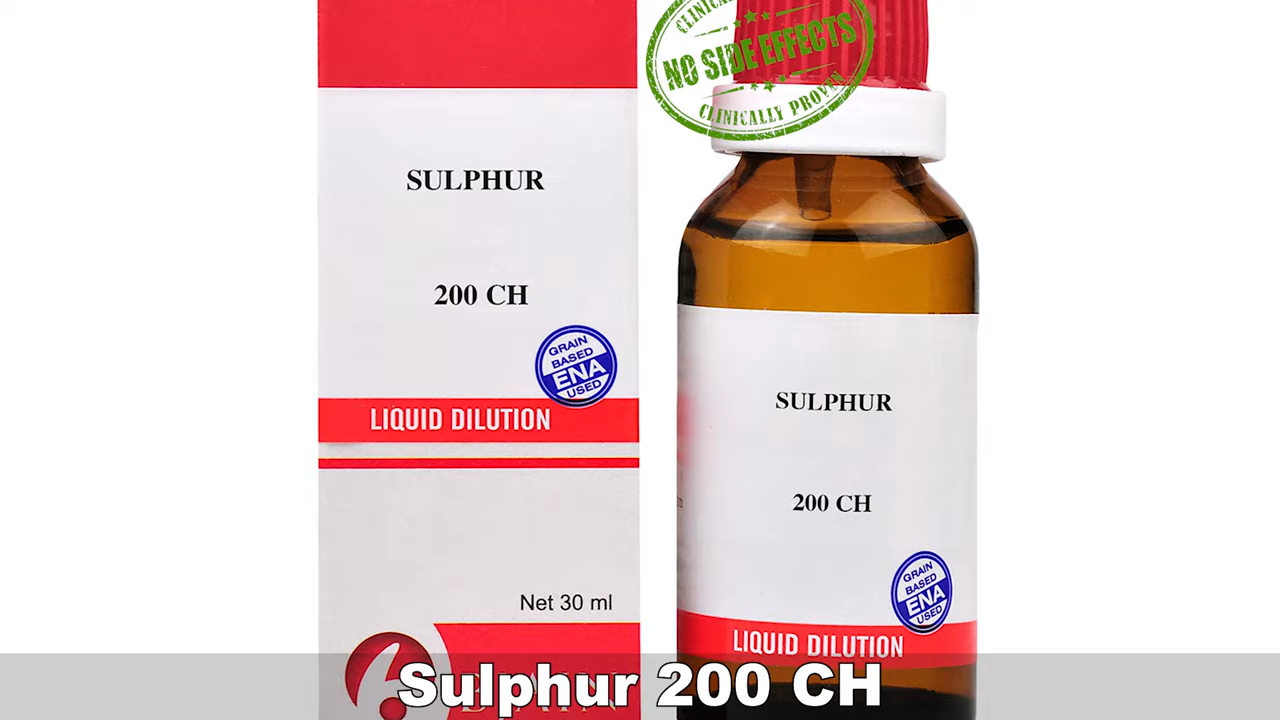 SULPHUR
200 CH
GRAIN
BASED
ENA
USED
LIQUID DILUTION
Net 30 ml
CLINICALLY
NO SIDE EFFECTS
CLINICALLY PROVEN
SULPHUR
200 CH
GRAIN
BASED
ENA
USED
LIQUID DILUTION
Sulphur 200 CH